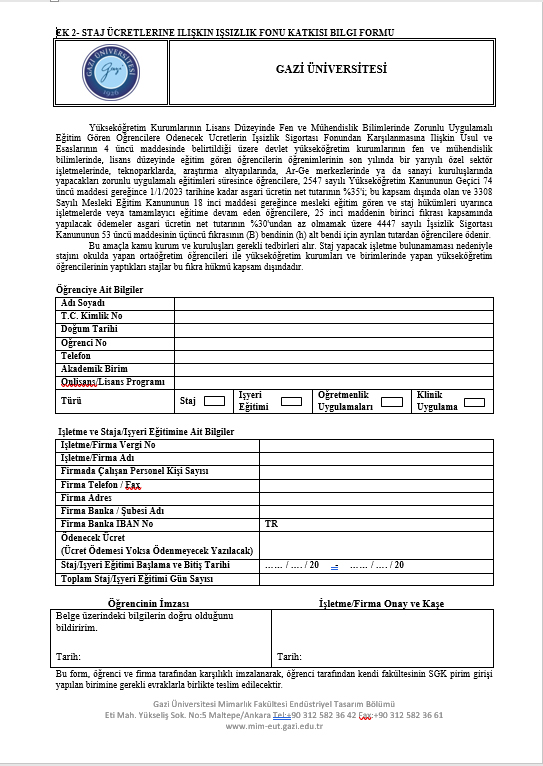 EK 2- STAJ ÜCRETLERINE ILIŞKIN IŞSIZLIK FONU KATKISI BILGI FORMU
GAZİ ÜNİVERSİTESİ
Gazi
1926
GAZİ ÜNİVERSİTESİ
Yükseköğretim Kurumlarının Lisans Düzeyinde Fen ve Mühendislik Bilimlerinde Zorunlu Uygulamalı
Eğitim Gören Öğrencilere Ödenecek Ücretlerin İşsizlik Sigortası Fonundan Karşılanmasına İlişkin Usul ve
Esaslarının 4 üncü maddesinde belirtildiği üzere devlet yükseköğretim kurumlarının fen ve mühendislik
bilimlerinde, lisans düzeyinde eğitim gören öğrencilerin öğrenimlerinin son yılında bir yarıyılı özel sektör
işletmelerinde, teknoparklarda, araştırma altyapılarında, Ar-Ge merkezlerinde ya da sanayi kuruluşlarında
yapacakları zorunlu uygulamalı eğitimleri süresince öğrencilere, 2547 sayılı Yükseköğretim Kanununun Geçici 74
üncü maddesi gereğince 1/1/2023 tarihine kadar asgari ücretin net tutarının %35'i; bu kapsam dışında olan ve 3308
Sayılı Mesleki Eğitim Kanununun 18 inci maddesi gereğince mesleki eğitim gören ve staj hükümleri uyarınca
işletmelerde veya tamamlayıcı eğitime devam eden öğrencilere, 25 inci maddenin birinci fıkrası kapsamında
yapılacak ödemeler asgari ücretin net tutarının %30'undan az olmamak üzere 4447 sayılı İşsizlik Sigortası
Kanununun 53 üncü maddesinin üçüncü fıkrasının (B) bendinin (h) alt bendi için ayrılan tutardan öğrencilere ödenir.
Bu amaçla kamu kurum ve kuruluşları gerekli tedbirleri alır. Staj yapacak işletme bulunamaması nedeniyle
stajını okulda yapan ortaöğretim öğrencileri ile yükseköğretim kurumları ve birimlerinde yapan yükseköğretim
öğrencilerinin yaptıkları stajlar bu fıkra hükmü kapsam dışındadır.
Öğrenciye Ait Bilgiler
Adı Soyadı
T.C. Kimlik No
Doğum Tarihi
Öğrenci No
Telefon
Akademik Birim
Önlisans/Lisans Programı
Türü Staj İşyeri Eğitimi Öğretmenlik Uygulamaları Klinik Uygulama
İşletme ve Staja/İşyeri Eğitimine Ait Bilgiler
İşletme/Firma Vergi No
İşletme/Firma Adı
Firmada Çalışan Personel Kişi Sayısı
Firma Telefon / Fax
Firma Adres
Firma Banka / Şubesi Adı
Firma Banka IBAN No TR
Ödenecek Ücret
(Ücret Ödemesi Yoksa Ödenmeyecek Yazılacak)
Staj/İşyeri Eğitimi Başlama ve Bitiş Tarihi …… / …. / 20 – …… / …. / 20
Toplam Staj/İşyeri Eğitimi Gün Sayısı
Öğrencinin İmzası İşletme/Firma Onay ve Kaşe
Belge üzerindeki bilgilerin doğru olduğunu
bildiririm.
Tarih: Tarih:
Bu form, öğrenci ve firma tarafından karşılıklı imzalanarak, öğrenci tarafından kendi fakültesinin SGK pirim girişi
yapılan birimine gerekli evraklarla birlikte teslim edilecektir.
Gazi Üniversitesi Mimarlık Fakültesi Endüstriyel Tasarım Bölümü
Eti Mah. Yükseliş Sok. No:5 Maltepe/Ankara Tel:+90 312 582 36 42 Fax:+90 312 582 36 61
www.mim-eut.gazi.edu.tr